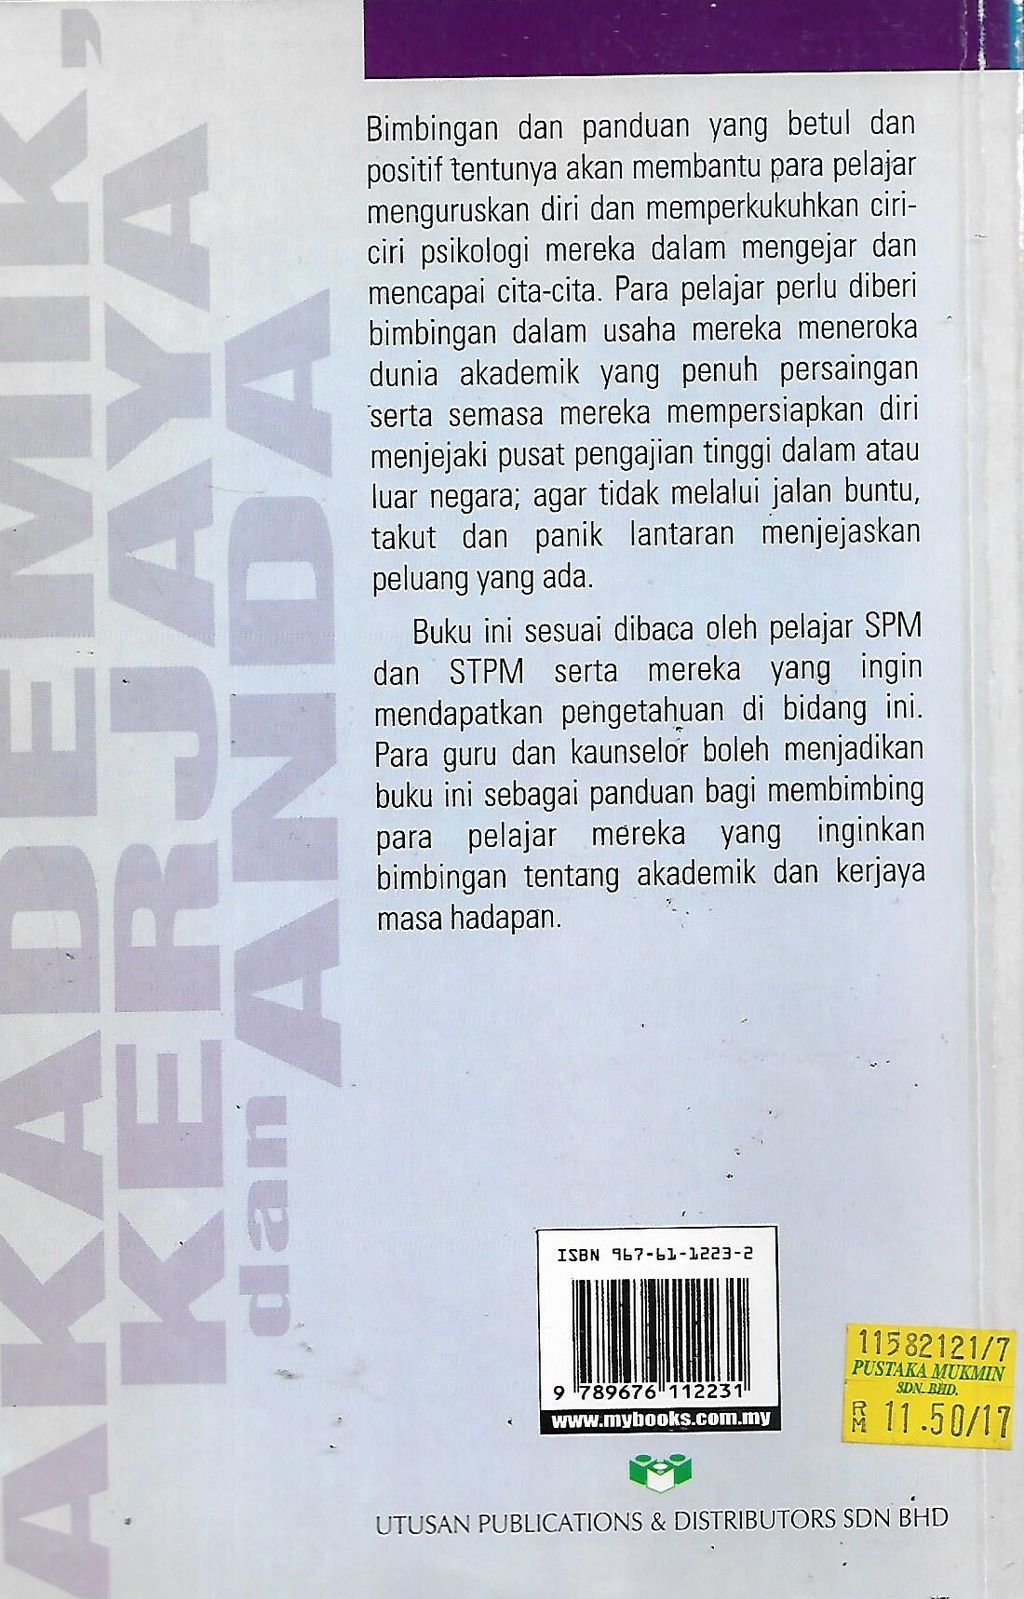 AKADEMIK,
KERJAYA
dan ANDA
Bimbingan dan panduan yang betul dan
positif tentunya akan membantu para pelajar
menguruskan diri dan memperkukuhkan ciri-
ciri psikologi mereka dalam mengejar dan
mencapai cita-cita. Para pelajar perlu diberi
bimbingan dalam usaha mereka meneroka
dunia akademik yang penuh persaingan
serta semasa mereka mempersiapkan diri
menjejaki pusat pengajian tinggi dalam atau
luar negara; agar tidak melalui jalan buntu,
takut dan panik lantaran menjejaskan
peluang yang ada.
Buku ini sesuai dibaca oleh pelajar SPM
dan STPM serta mereka yang ingin
mendapatkan pengetahuan di bidang ini.
Para guru dan kaunselor boleh menjadikan
buku ini sebagai panduan bagi membimbing
para pelajar mereka yang inginkan
bimbingan tentang akademik dan kerjaya
masa hadapan.
ISBN 967-61-1223-2
9 789676 112231
www.mybooks.com.my
11582121/7
PUSTAKA MUKMIN
SDN. BHD.
RM 11.50/17
UTUSAN PUBLICATIONS & DISTRIBUTORS SDN BHD